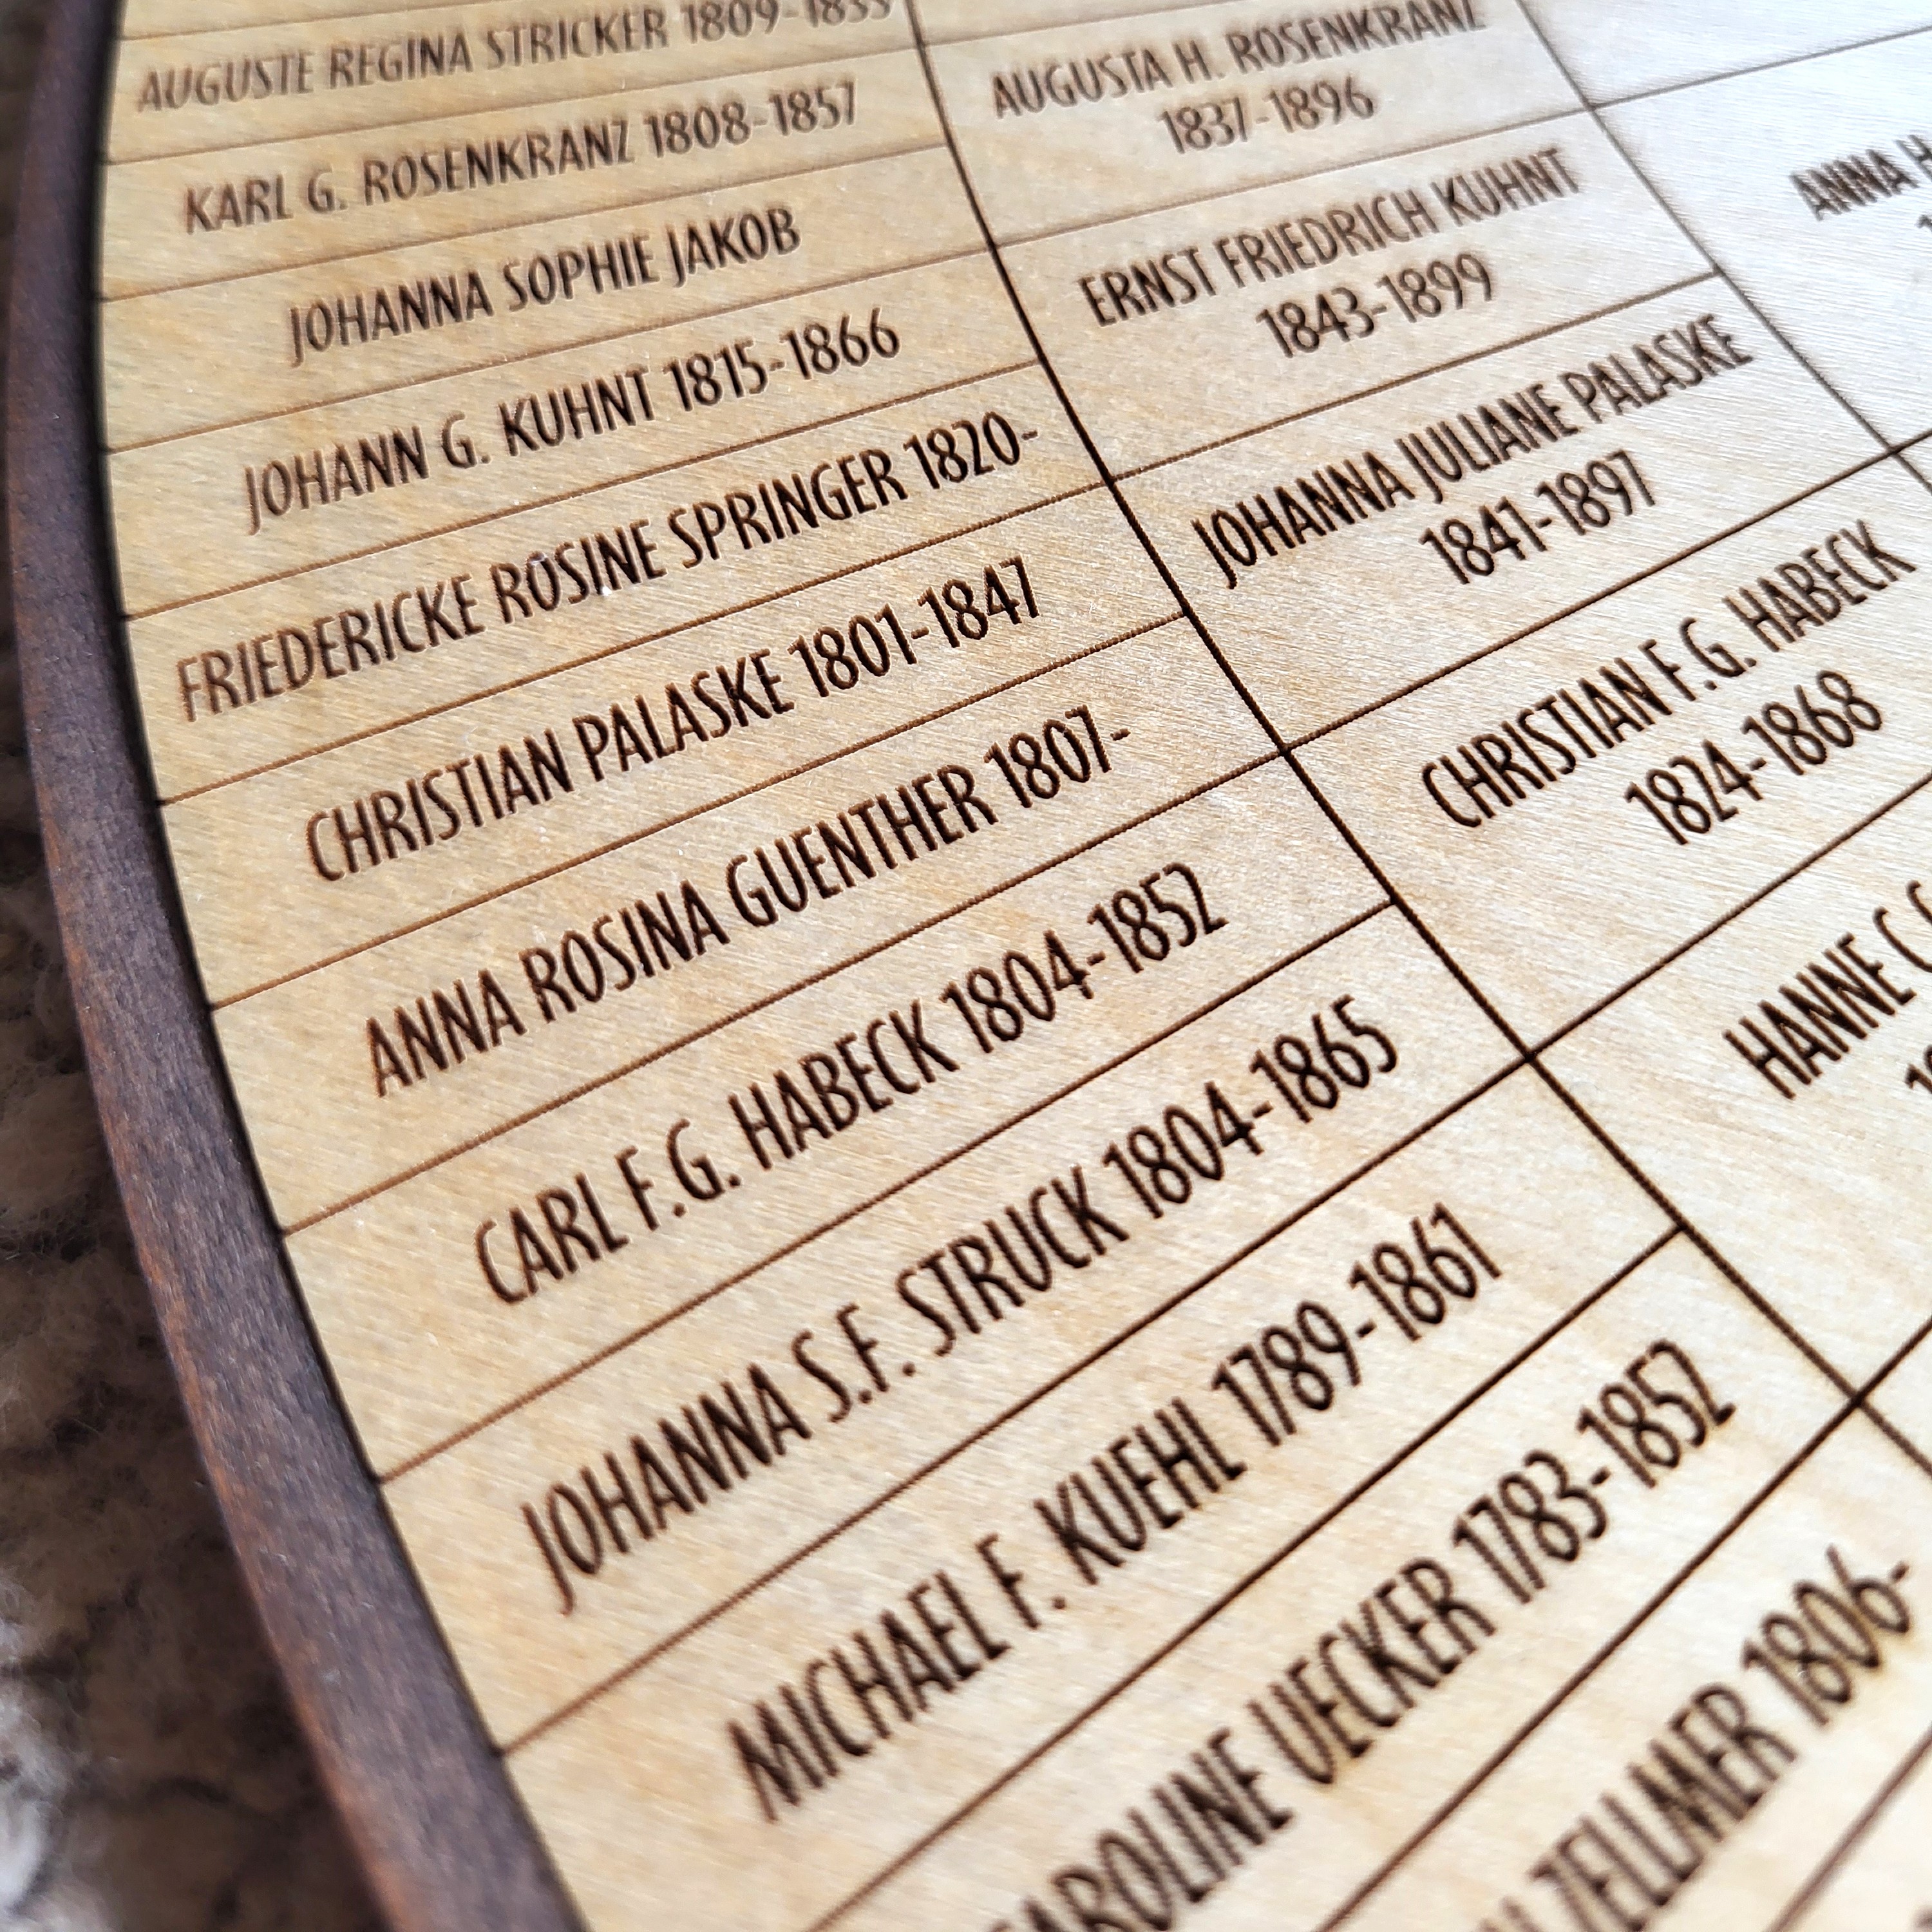 AUGUSTE REGINA STRICKER
KARL G. ROSENKRANZ 1808-1857
JOHANNA SOPHIE JAKOB
JOHANN G. KUHNT 1815-1866
FRIEDERICKE ROSINE SPRINGER 1820-
CHRISTIAN PALASKE 1801-1847
ANNA ROSINA GUENTHER 1807-
CARL F.G. HABECK 1804-1852
JOHANNA S.F. STRUCK 1804-1865
MICHAEL F. KUEHL 1789-1861
UECKER 1783-1852
ZELLMER 1806-
AUGUSTA H. ROSENKRANZ
1837-1896
ERNST FRIEDRICH KUHNT
1843-1899
JOHANNA JULIANE PALASKE
1841-1897
CHRISTIAN F.G. HABECK
1824-1868
HANNE C.
ANNA H